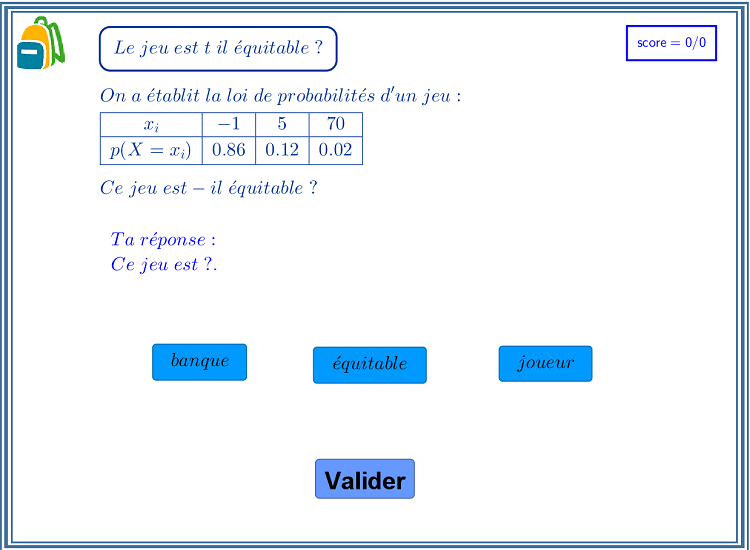 Le jeu est t il équitable ?
score = 0/0
On a établit la loi de probabilités d'un jeu :
xi −1 5 70
p(X = xi) 0.86 0.12 0.02
Ce jeu est − il équitable ?
Ta réponse :
Ce jeu est ?.
banque équitable joueur
Valider